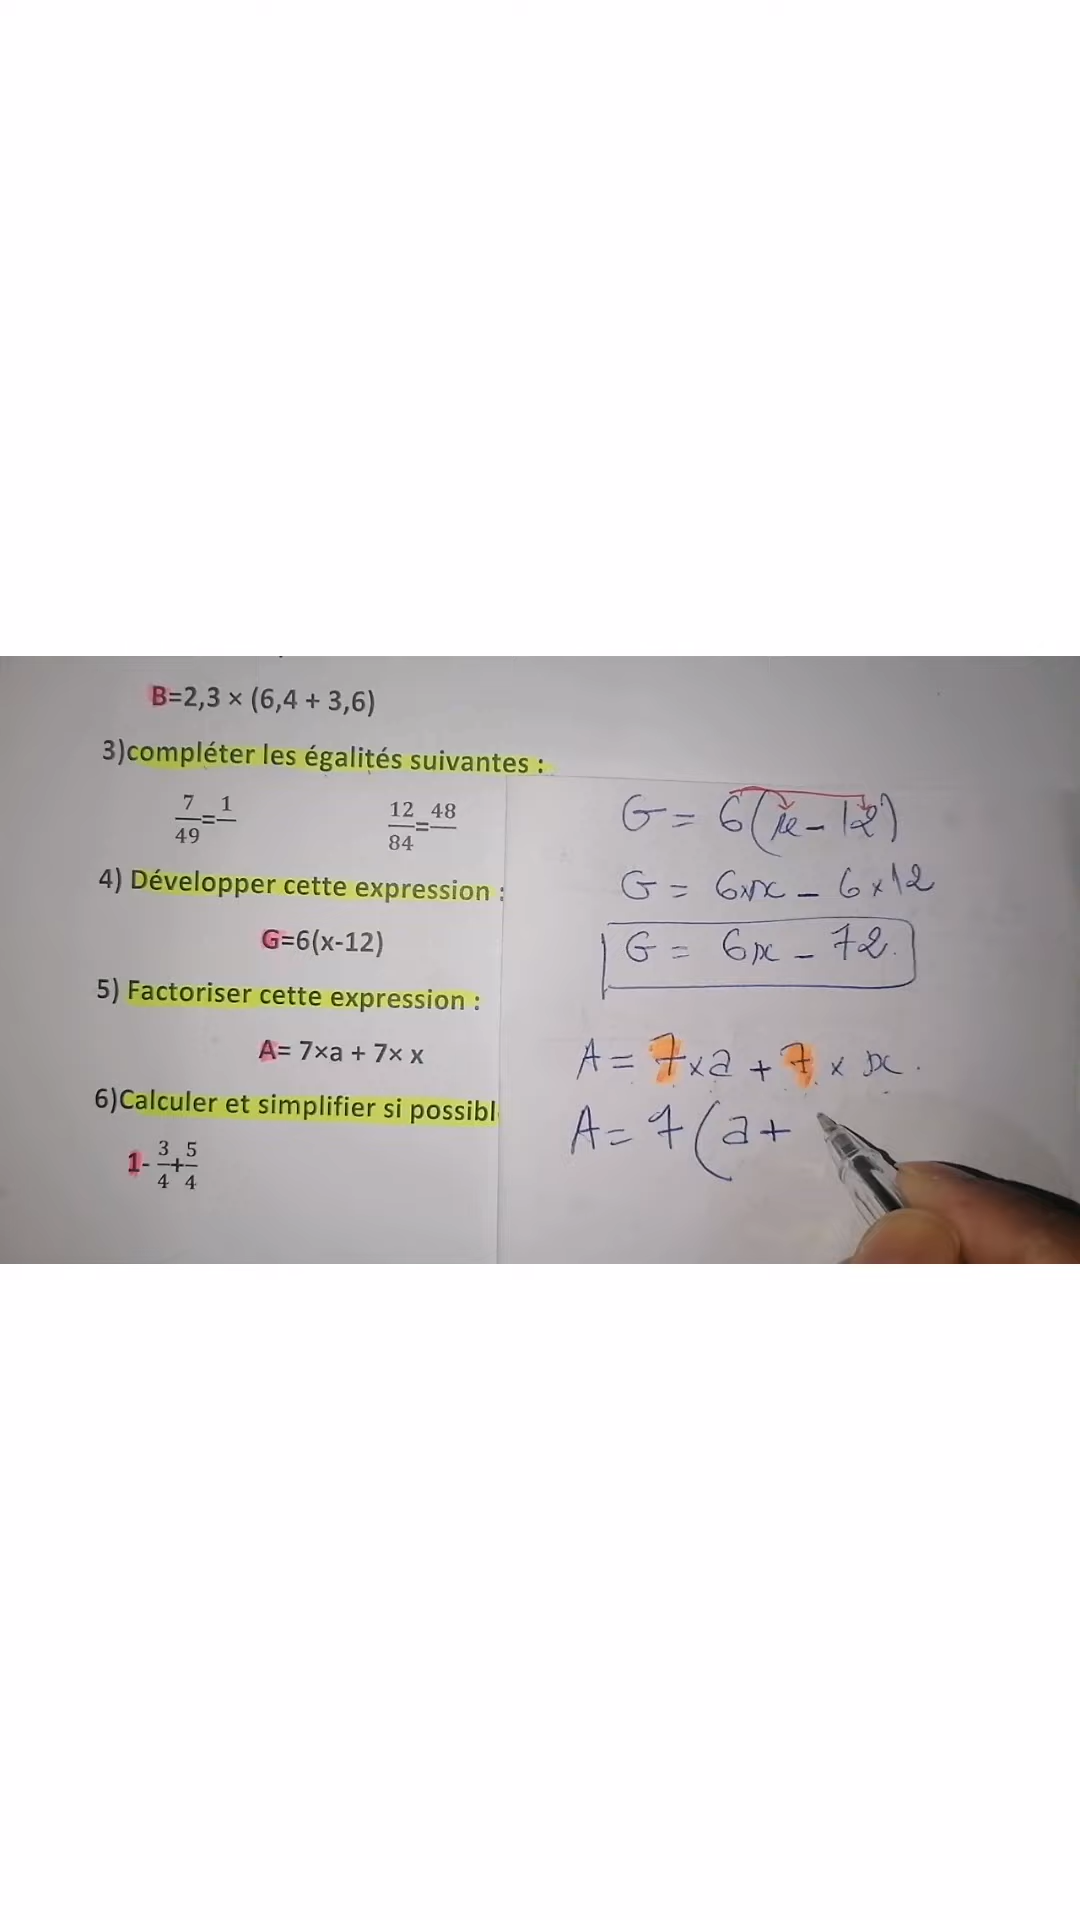 B=2,3 × (6,4 + 3,6)
3)compléter les égalités suivantes :
7/49=1/ 12/84=48/
4) Développer cette expression :
G=6(x-12)
5) Factoriser cette expression :
A= 7×a + 7× x
6)Calculer et simplifier si possibl
1- 3/4+5/4
G = 6(x - 12)
G = 6×x - 6×12
G = 6x - 72.
A = 7×a + 7 × x.
A = 7(a+